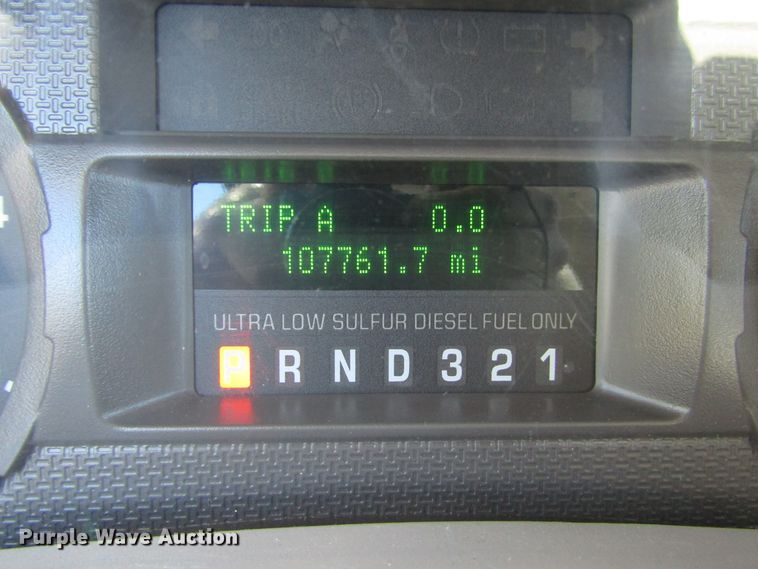 TRIP A 0.0
107761.7 mi
ULTRA LOW SULFUR DIESEL FUEL ONLY
P R N D 3 2 1
Purple Wave Auction